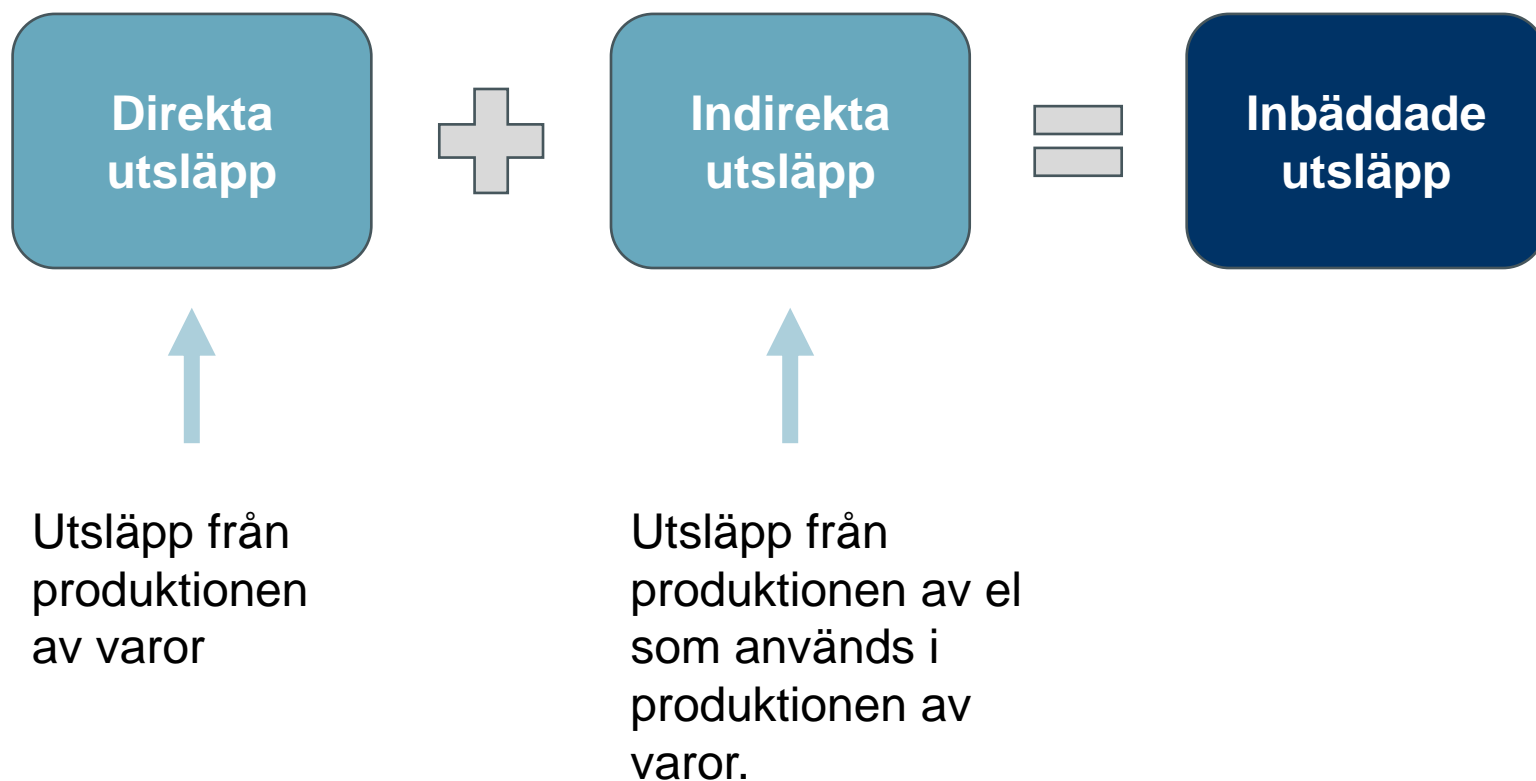 Direkta
utsläpp
Indirekta
utsläpp
Inbäddade
utsläpp
Utsläpp från
produktionen
av varor
Utsläpp från
produktionen av el
som används i
produktionen av
varor.